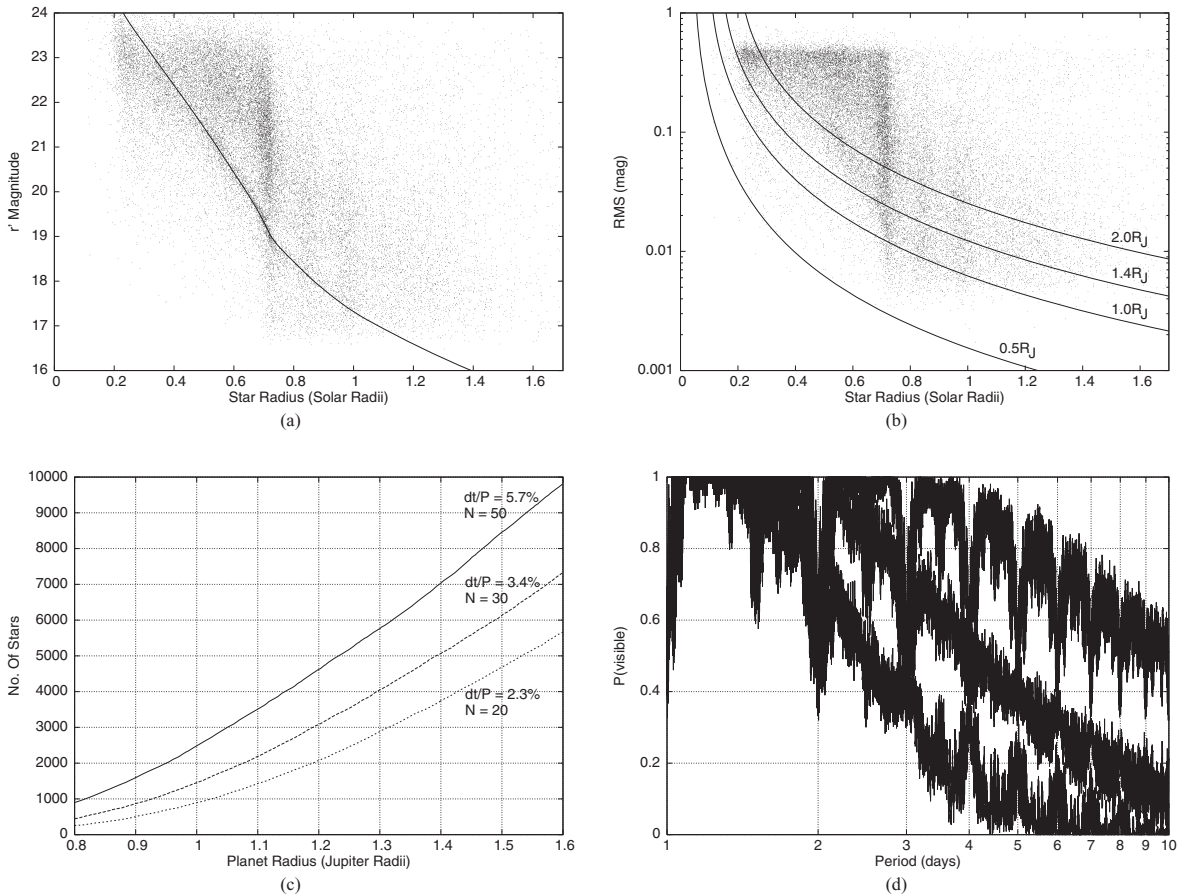 24
23
22
21
20
19
18
17
16
r' Magnitude
0 0.2 0.4 0.6 0.8 1 1.2 1.4 1.6
Star Radius (Solar Radii)
(a)
1
0.1
0.01
0.001
RMS (mag)
2.0RJ
1.4RJ
1.0RJ
0.5RJ
0 0.2 0.4 0.6 0.8 1 1.2 1.4 1.6
Star Radius (Solar Radii)
(b)
10000
9000
8000
7000
6000
5000
4000
3000
2000
1000
0
No. Of Stars
dt/P = 5.7%
N = 50
dt/P = 3.4%
N = 30
dt/P = 2.3%
N = 20
0.8 0.9 1 1.1 1.2 1.3 1.4 1.5 1.6
Planet Radius (Jupiter Radii)
(c)
1
0.8
0.6
0.4
0.2
0
P(visible)
1 2 3 4 5 6 7 8 9 10
Period (days)
(d)